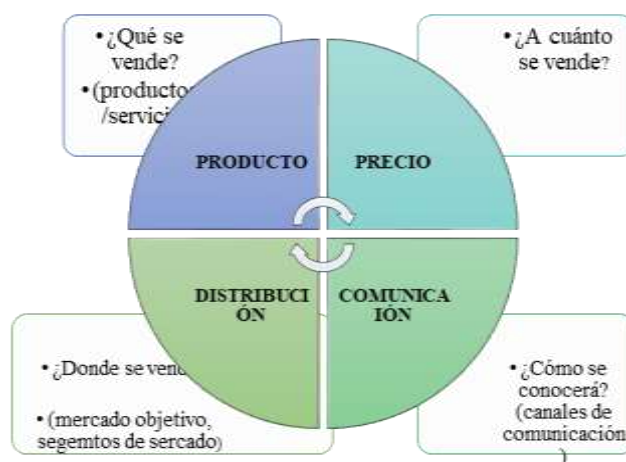 • ¿Qué se
vende?
• (productos
/servici
• ¿A cuánto
se vende?
PRODUCTO
PRECIO
DISTRIBUCI
ÓN
COMUNICA
IÓN
• ¿Donde se vend
• (mercado objetivo,
segemtos de sercado)
• ¿Cómo se
conocerá?
(canales de
comunicación
)